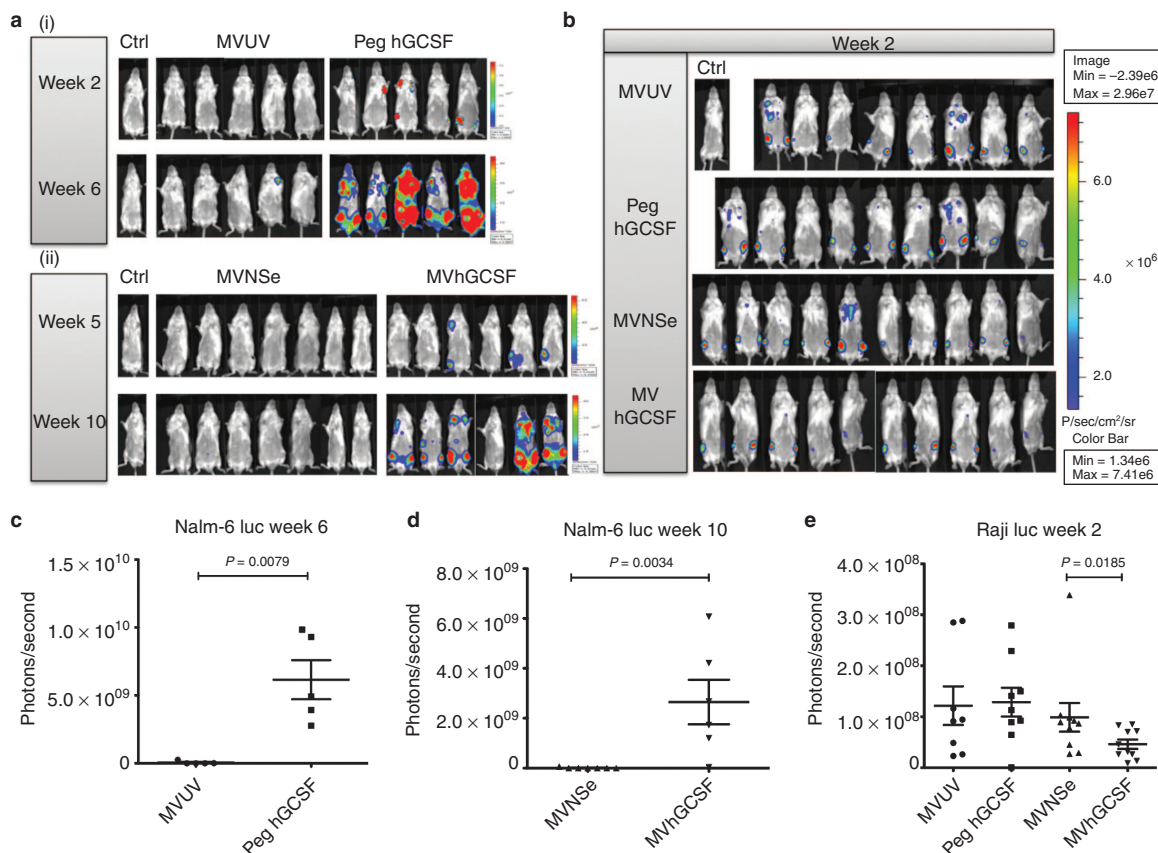 a (i)
Ctrl MVUV Peg hGCSF
Week 2
Week 6
(ii)
Ctrl MVNSe MVhGCSF
Week 5
Week 10
b
Week 2
Ctrl
MVUV
Peg
hGCSF
MVNSe
MV
hGCSF
Image
Min = −2.39e6
Max = 2.96e7
6.0
× 10⁶
4.0
2.0
P/sec/cm²/sr
Color Bar
Min = 1.34e6
Max = 7.41e6
c
Nalm-6 luc week 6
P = 0.0079
Photons/second
1.5 × 10¹⁰
1.0 × 10¹⁰
5.0 × 10⁰⁹
0
MVUV
Peg hGCSF
d
Nalm-6 luc week 10
P = 0.0034
Photons/second
8.0 × 10⁰⁹
6.0 × 10⁰⁹
4.0 × 10⁰⁹
2.0 × 10⁰⁹
0
MVNSe
MVhGCSF
e
Raji luc week 2
P = 0.0185
Photons/second
4.0 × 10⁰⁸
3.0 × 10⁰⁸
2.0 × 10⁰⁸
1.0 × 10⁰⁸
0
MVUV
Peg hGCSF
MVNSe
MVhGCSF